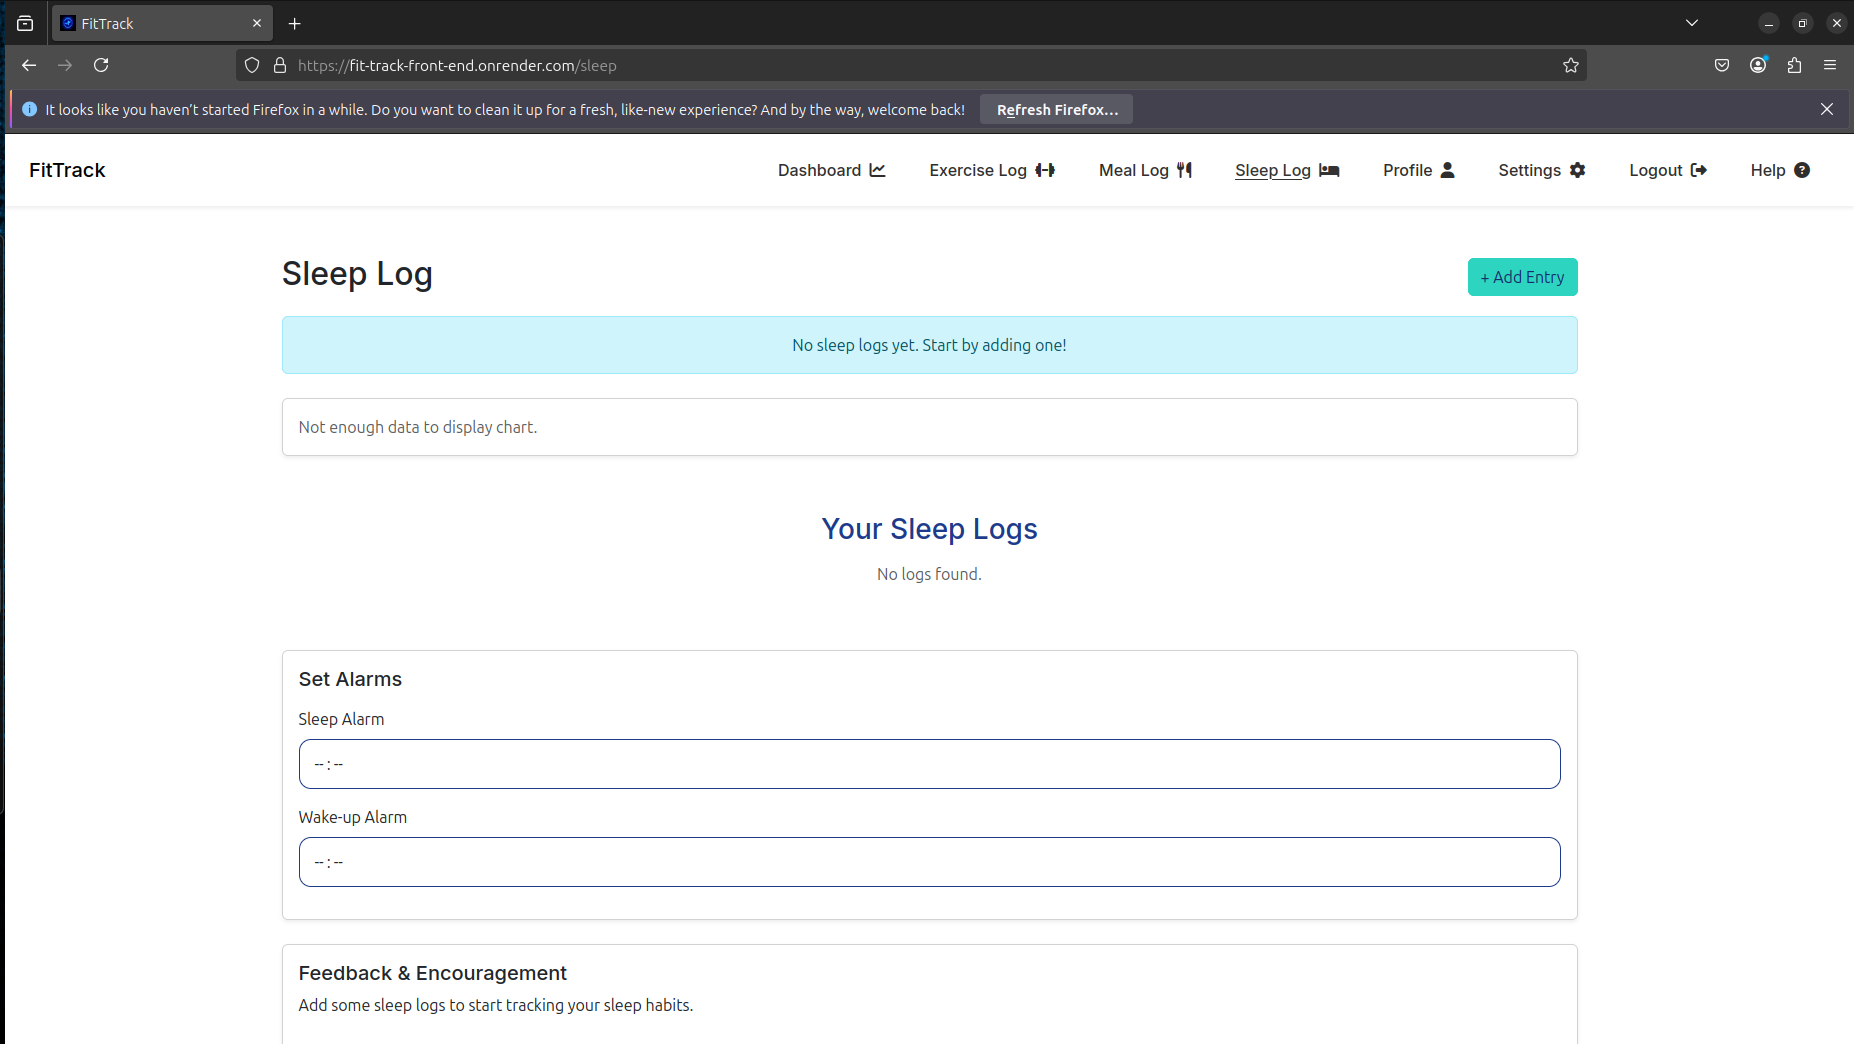 FitTrack
https://fit-track-front-end.onrender.com/sleep
It looks like you haven't started Firefox in a while. Do you want to clean it up for a fresh, like-new experience? And by the way, welcome back! Refresh Firefox...
FitTrack Dashboard Exercise Log Meal Log Sleep Log Profile Settings Logout Help
Sleep Log
+ Add Entry
No sleep logs yet. Start by adding one!
Not enough data to display chart.
Your Sleep Logs
No logs found.
Set Alarms
Sleep Alarm
-- : --
Wake-up Alarm
-- : --
Feedback & Encouragement
Add some sleep logs to start tracking your sleep habits.